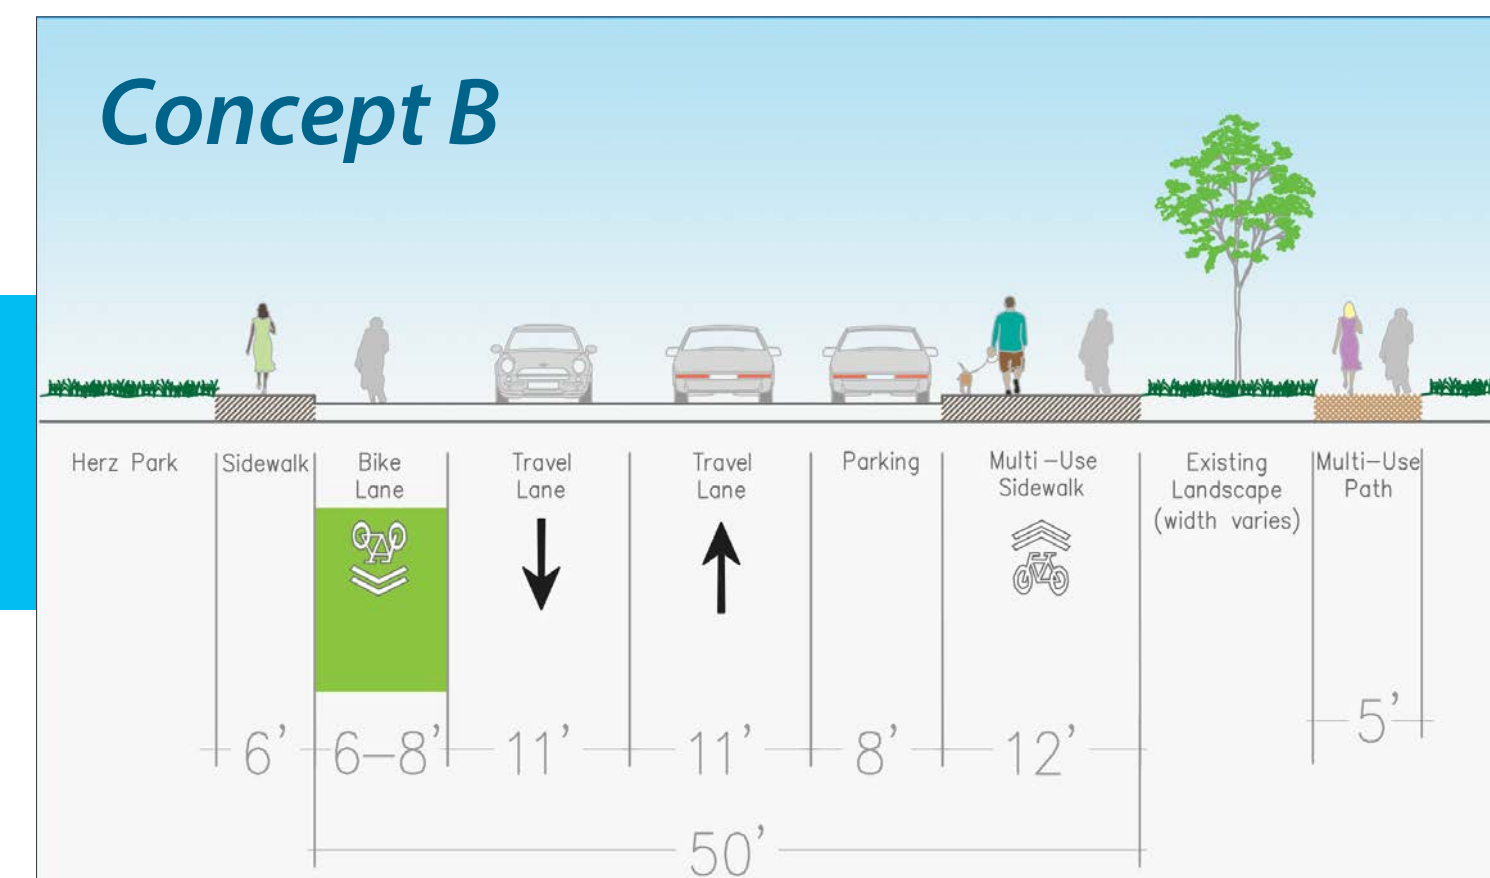 Concept B
Herz Park
Sidewalk
Bike
Lane
Travel
Lane
Travel
Lane
Parking
Multi-Use
Sidewalk
Existing
Landscape
(width varies)
Multi-Use
Path
6'
6-8'
11'
11'
8'
12'
5'
50'